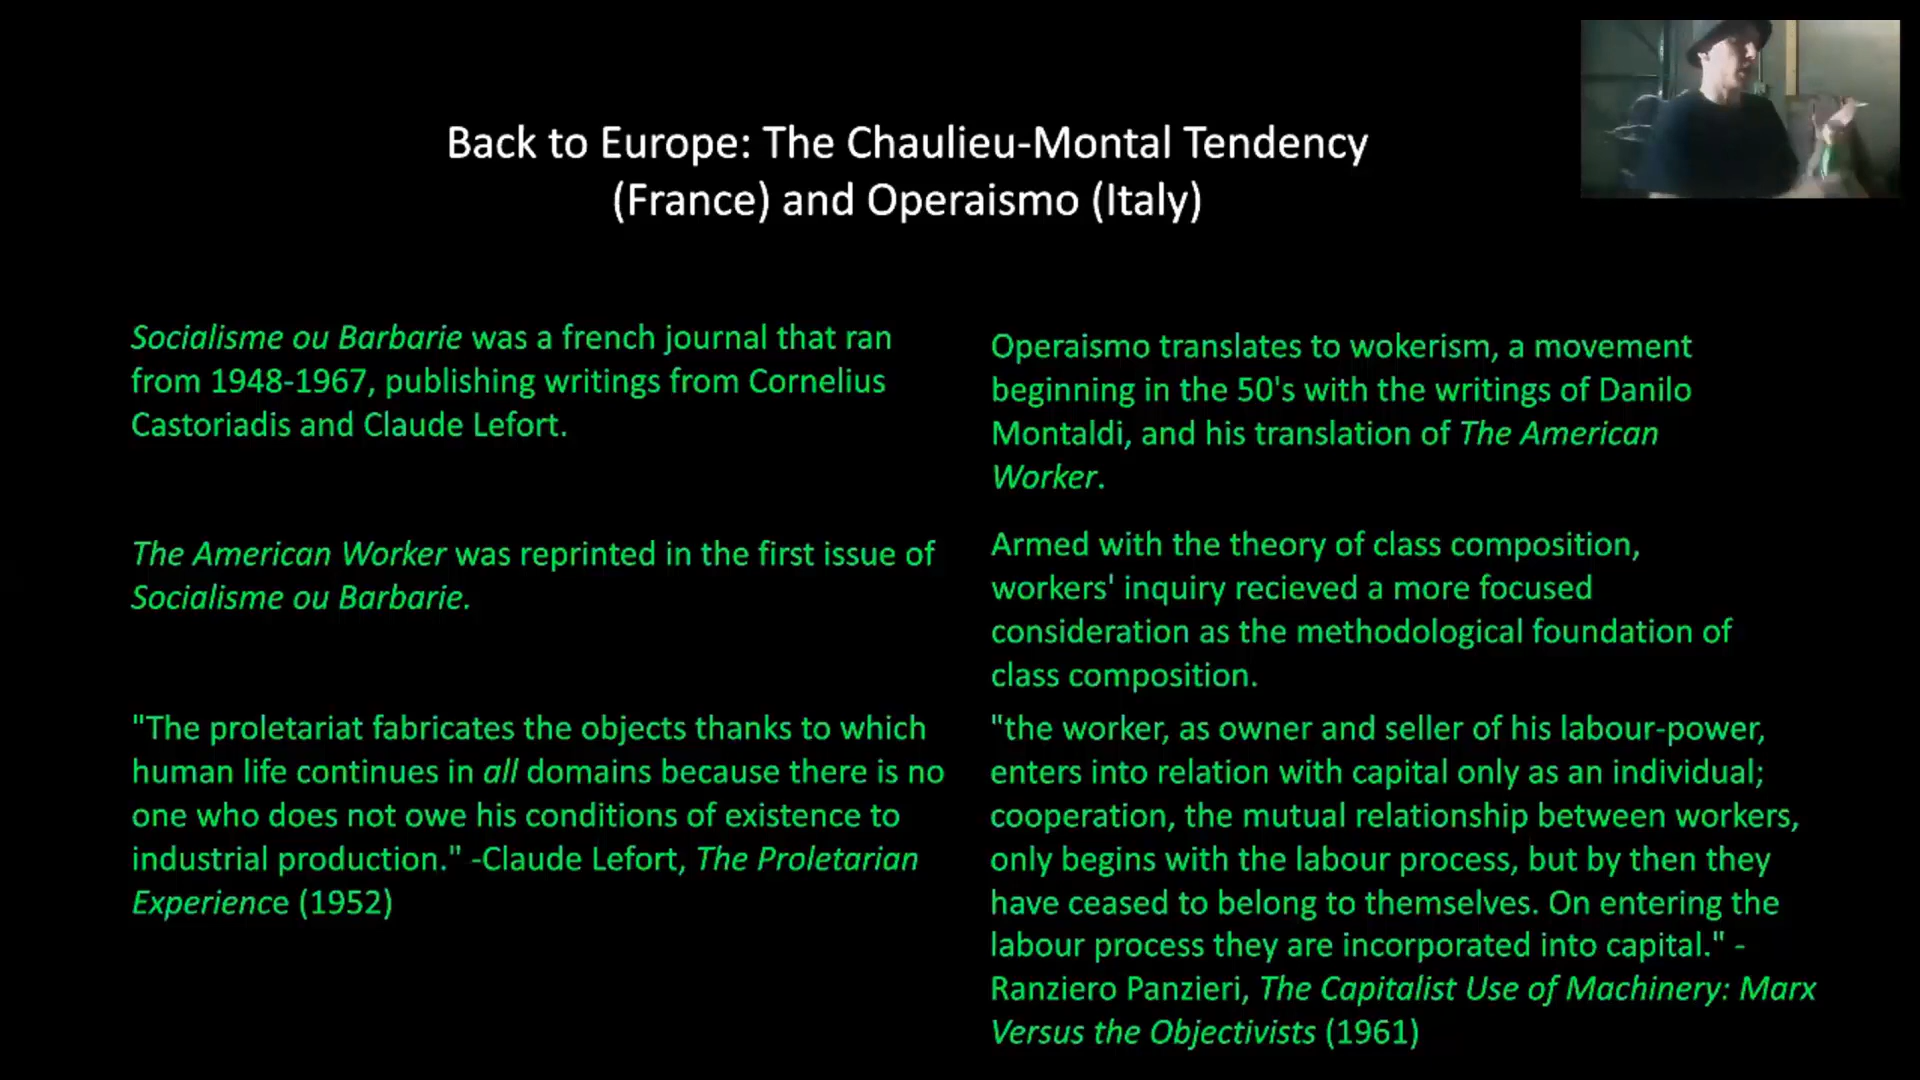 Back to Europe: The Chaulieu-Montal Tendency
(France) and Operaismo (Italy)
Socialisme ou Barbarie was a french journal that ran
from 1948-1967, publishing writings from Cornelius
Castoriadis and Claude Lefort.
The American Worker was reprinted in the first issue of
Socialisme ou Barbarie.
"The proletariat fabricates the objects thanks to which
human life continues in all domains because there is no
one who does not owe his conditions of existence to
industrial production." -Claude Lefort, The Proletarian
Experience (1952)
Operaismo translates to wokerism, a movement
beginning in the 50's with the writings of Danilo
Montaldi, and his translation of The American
Worker.
Armed with the theory of class composition,
workers' inquiry recieved a more focused
consideration as the methodological foundation of
class composition.
"the worker, as owner and seller of his labour-power,
enters into relation with capital only as an individual;
cooperation, the mutual relationship between workers,
only begins with the labour process, but by then they
have ceased to belong to themselves. On entering the
labour process they are incorporated into capital." -
Ranziero Panzieri, The Capitalist Use of Machinery: Marx
Versus the Objectivists (1961)